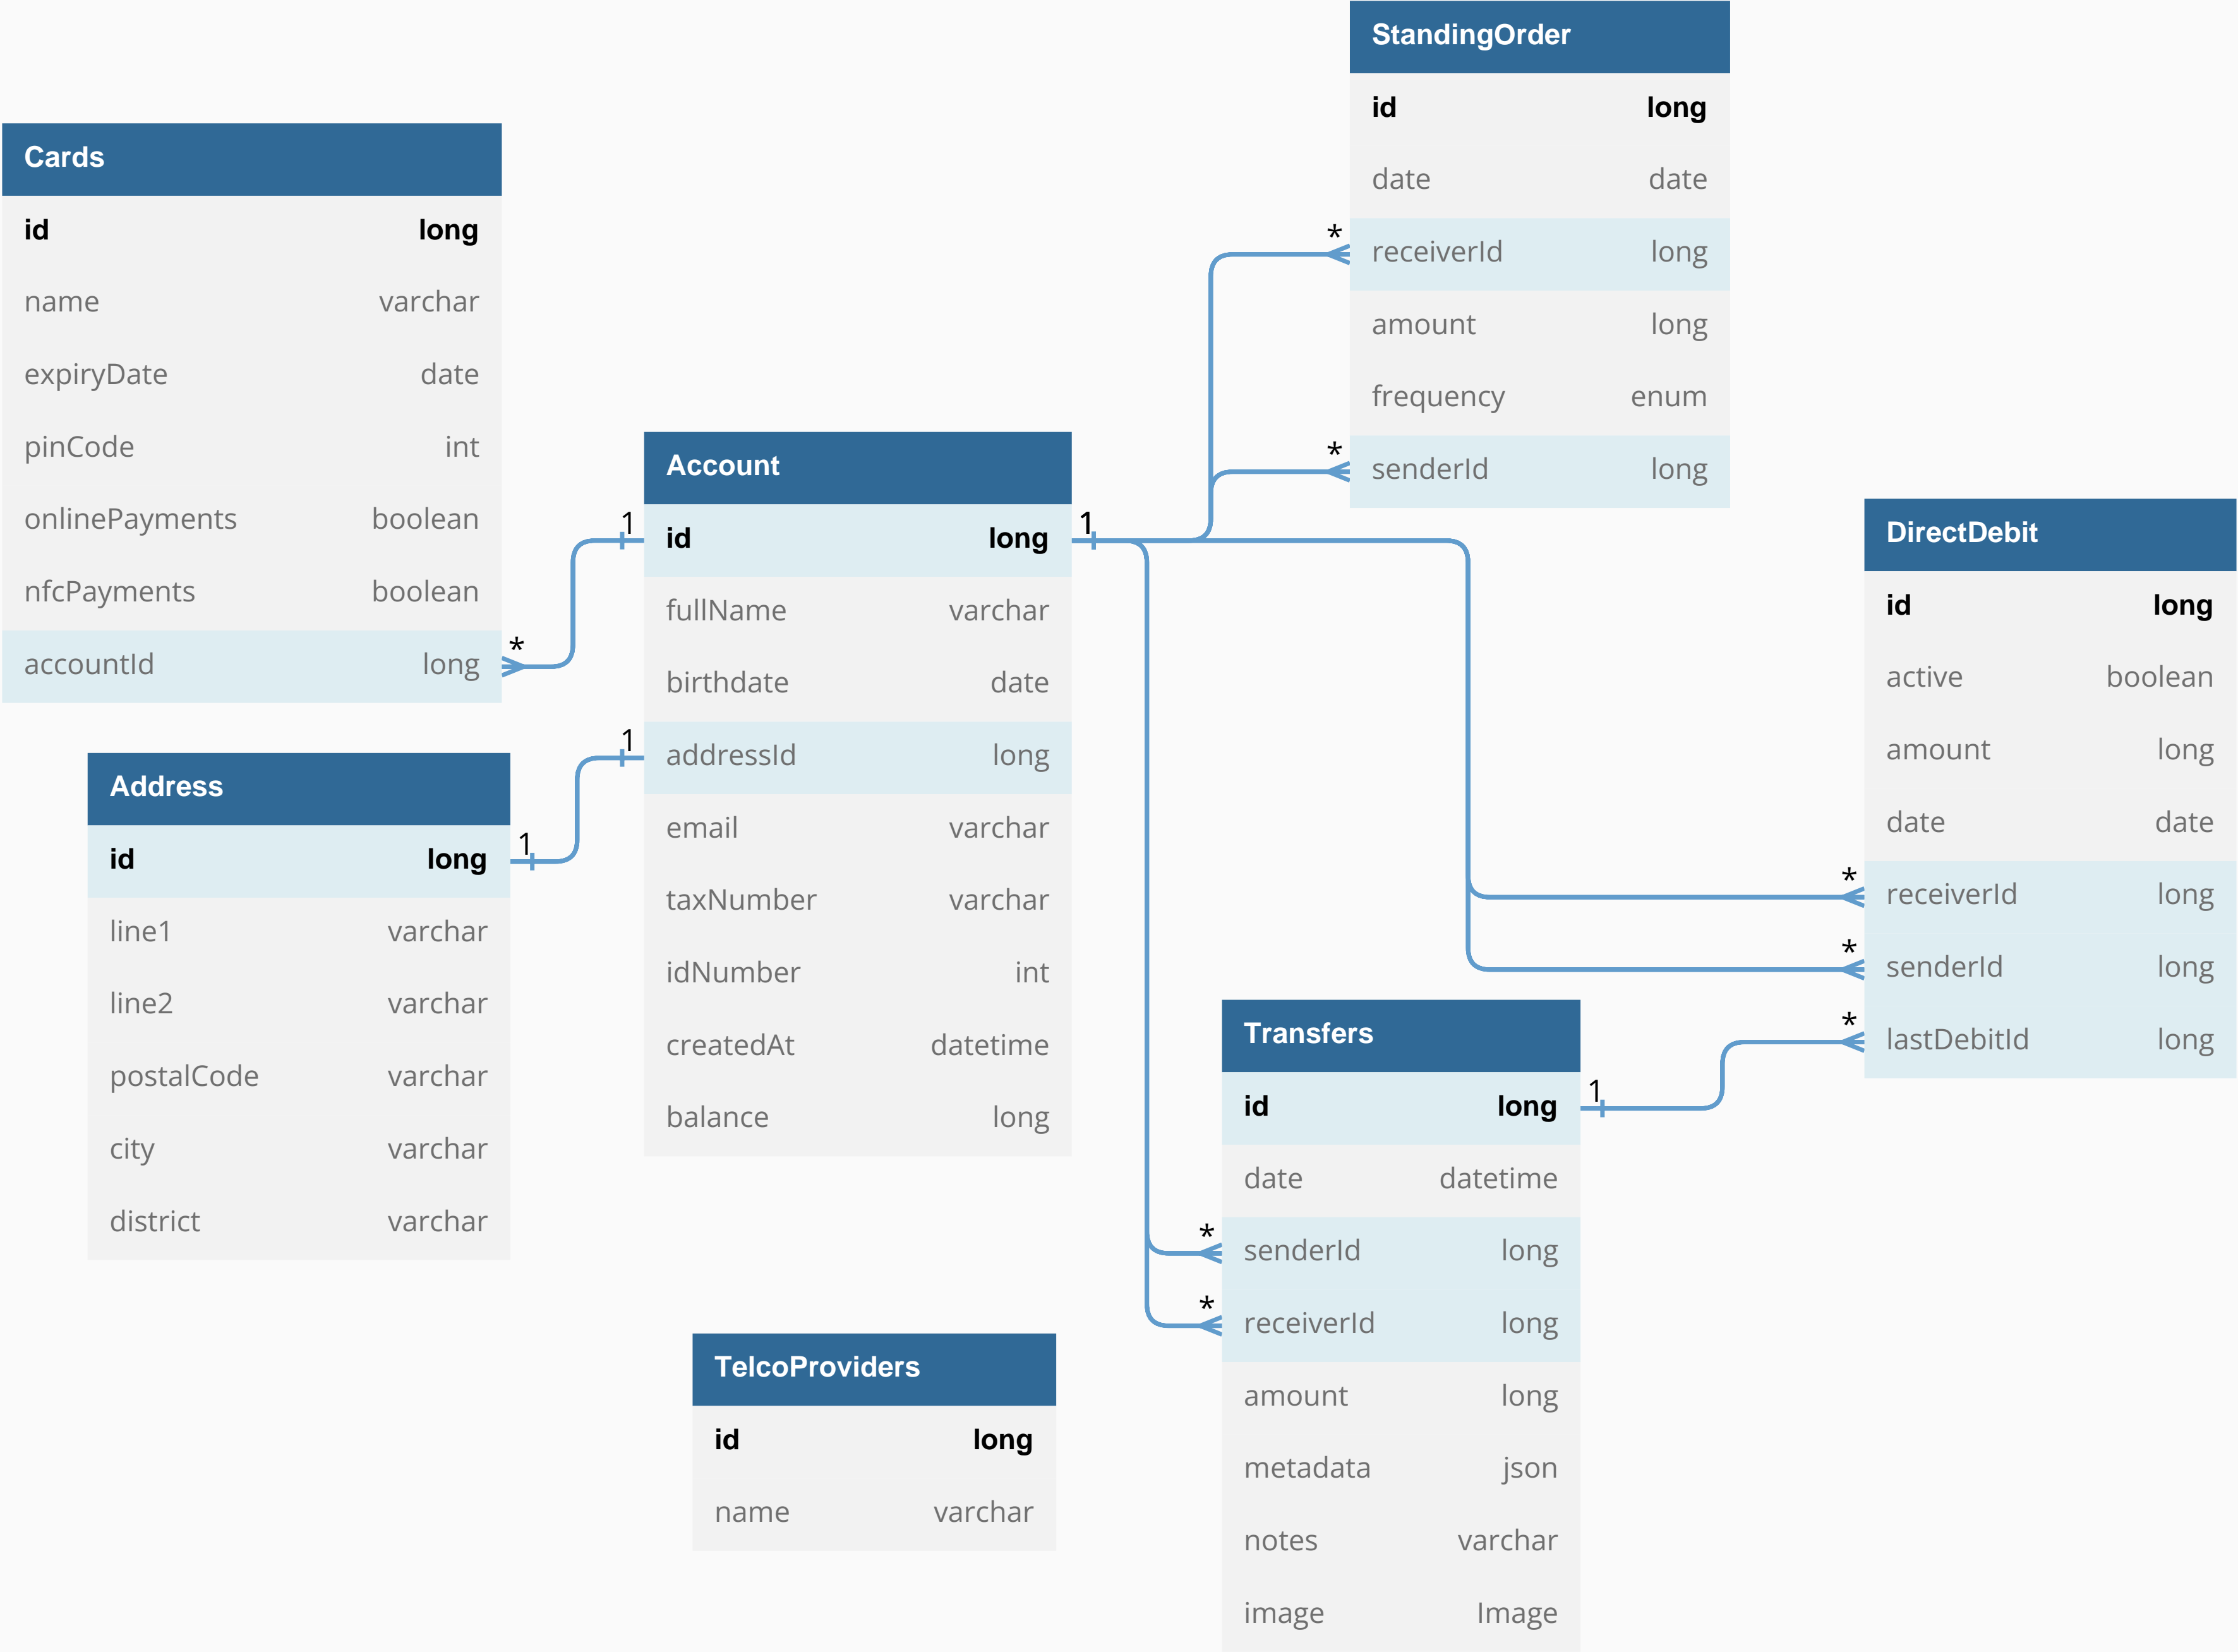 StandingOrder
id long
date date
* receiverId long
amount long
frequency enum
* senderId long
Cards
id long
name varchar
expiryDate date
pinCode int
onlinePayments boolean
nfcPayments boolean
accountId long *
Account
1 id long 1
fullName varchar
birthdate date
1 addressId long
email varchar
taxNumber varchar
idNumber int
createdAt datetime
balance long
Address
id long 1
line1 varchar
line2 varchar
postalCode varchar
city varchar
district varchar
DirectDebit
id long
active boolean
amount long
date date
* receiverId long
* senderId long
* lastDebitId long
Transfers
id long 1
date datetime
* senderId long
* receiverId long
amount long
metadata json
notes varchar
image Image
TelcoProviders
id long
name varchar